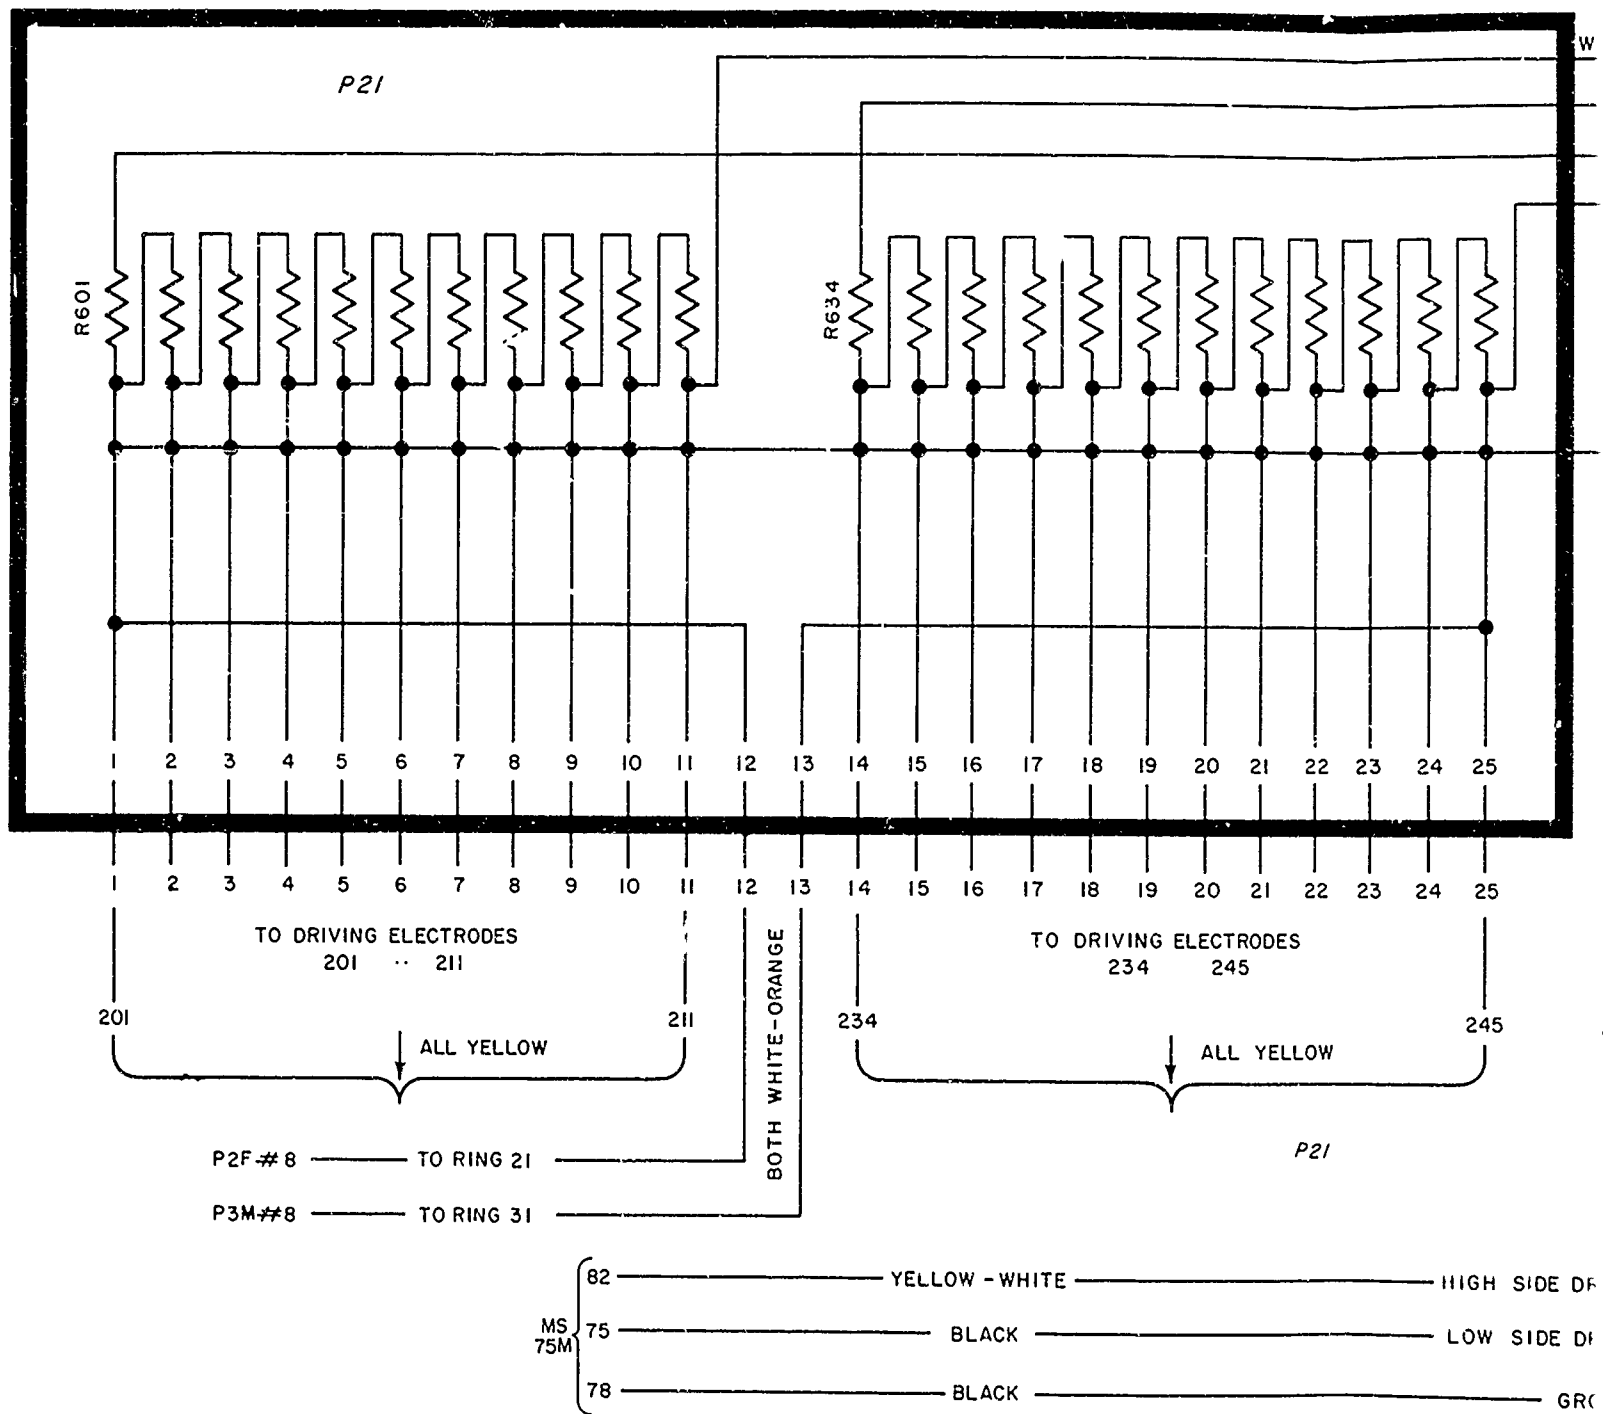 W
P21
R601
R634
1 2 3 4 5 6 7 8 9 10 11 12 13 14 15 16 17 18 19 20 21 22 23 24 25
1 2 3 4 5 6 7 8 9 10 11 12 13 14 15 16 17 18 19 20 21 22 23 24 25
TO DRIVING ELECTRODES
201 ·· 211
TO DRIVING ELECTRODES
234 245
BOTH WHITE-ORANGE
201
211
234
245
ALL YELLOW
ALL YELLOW
P21
P2F-#8 TO RING 21
P3M-#8 TO RING 31
MS
75M
82 YELLOW-WHITE HIGH SIDE
75 BLACK LOW SIDE
78 BLACK